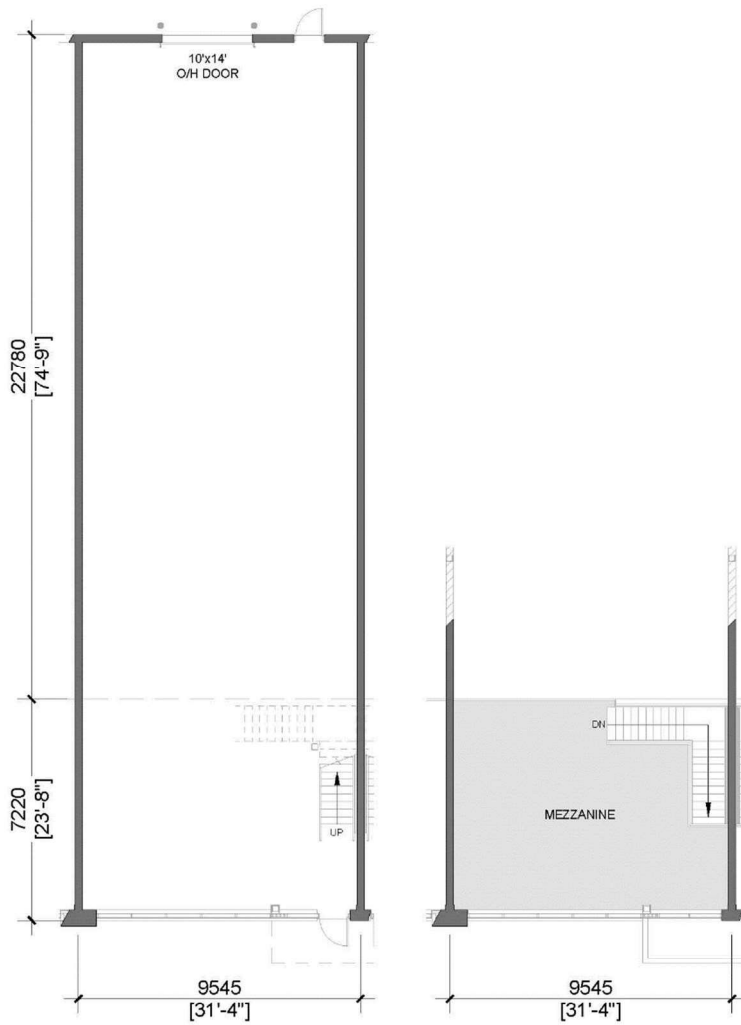 10'x14'
O/H DOOR
22780
[74'-9"]
7220
[23'-8"]
UP
9545
[31'-4"]
DN
MEZZANINE
9545
[31'-4"]